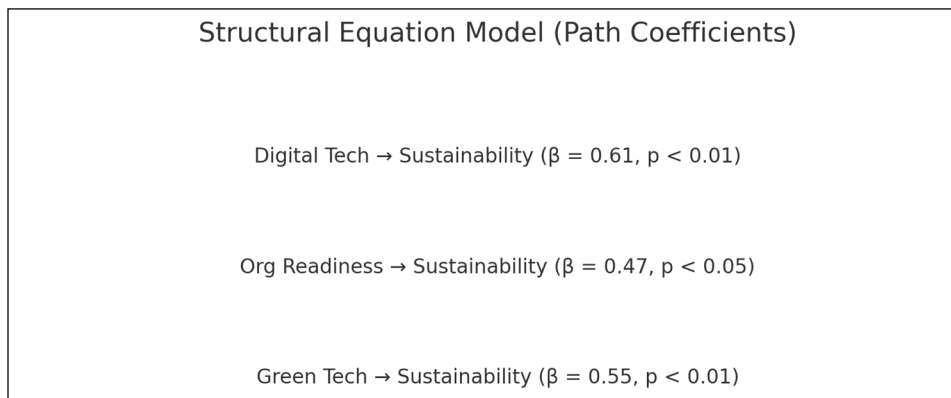 Structural Equation Model (Path Coefficients)
Digital Tech → Sustainability (β = 0.61, p < 0.01)
Org Readiness → Sustainability (β = 0.47, p < 0.05)
Green Tech → Sustainability (β = 0.55, p < 0.01)